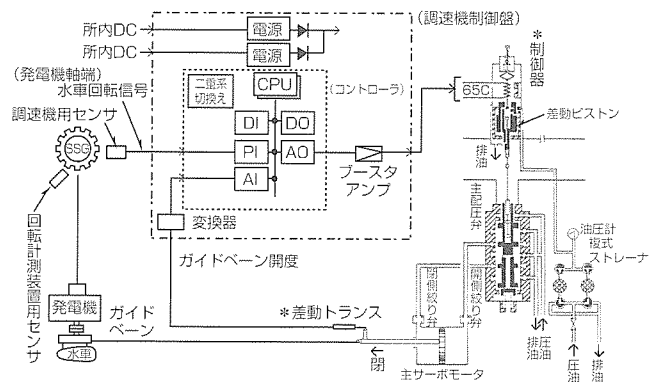 所内DC
電源
(調速機制御盤)
所内DC
電源
*制御器
(発電機軸端)
水車回転信号
二重系
切換え
CPU
(コントローラ)
65C
調速機用センサ
DI
DO
差動ピストン
SSG
PI
AO
排油
AI
ブースタ
アンプ
主配圧弁
変換器
油圧計
複式
ストレーナ
回転計測装置用センサ
ガイドベーン開度
閉側絞り弁
開側絞り弁
発電機
ガイド
ベーン
*差動トランス
水車
閉
主サーボモータ
排油
圧油
圧油
排油